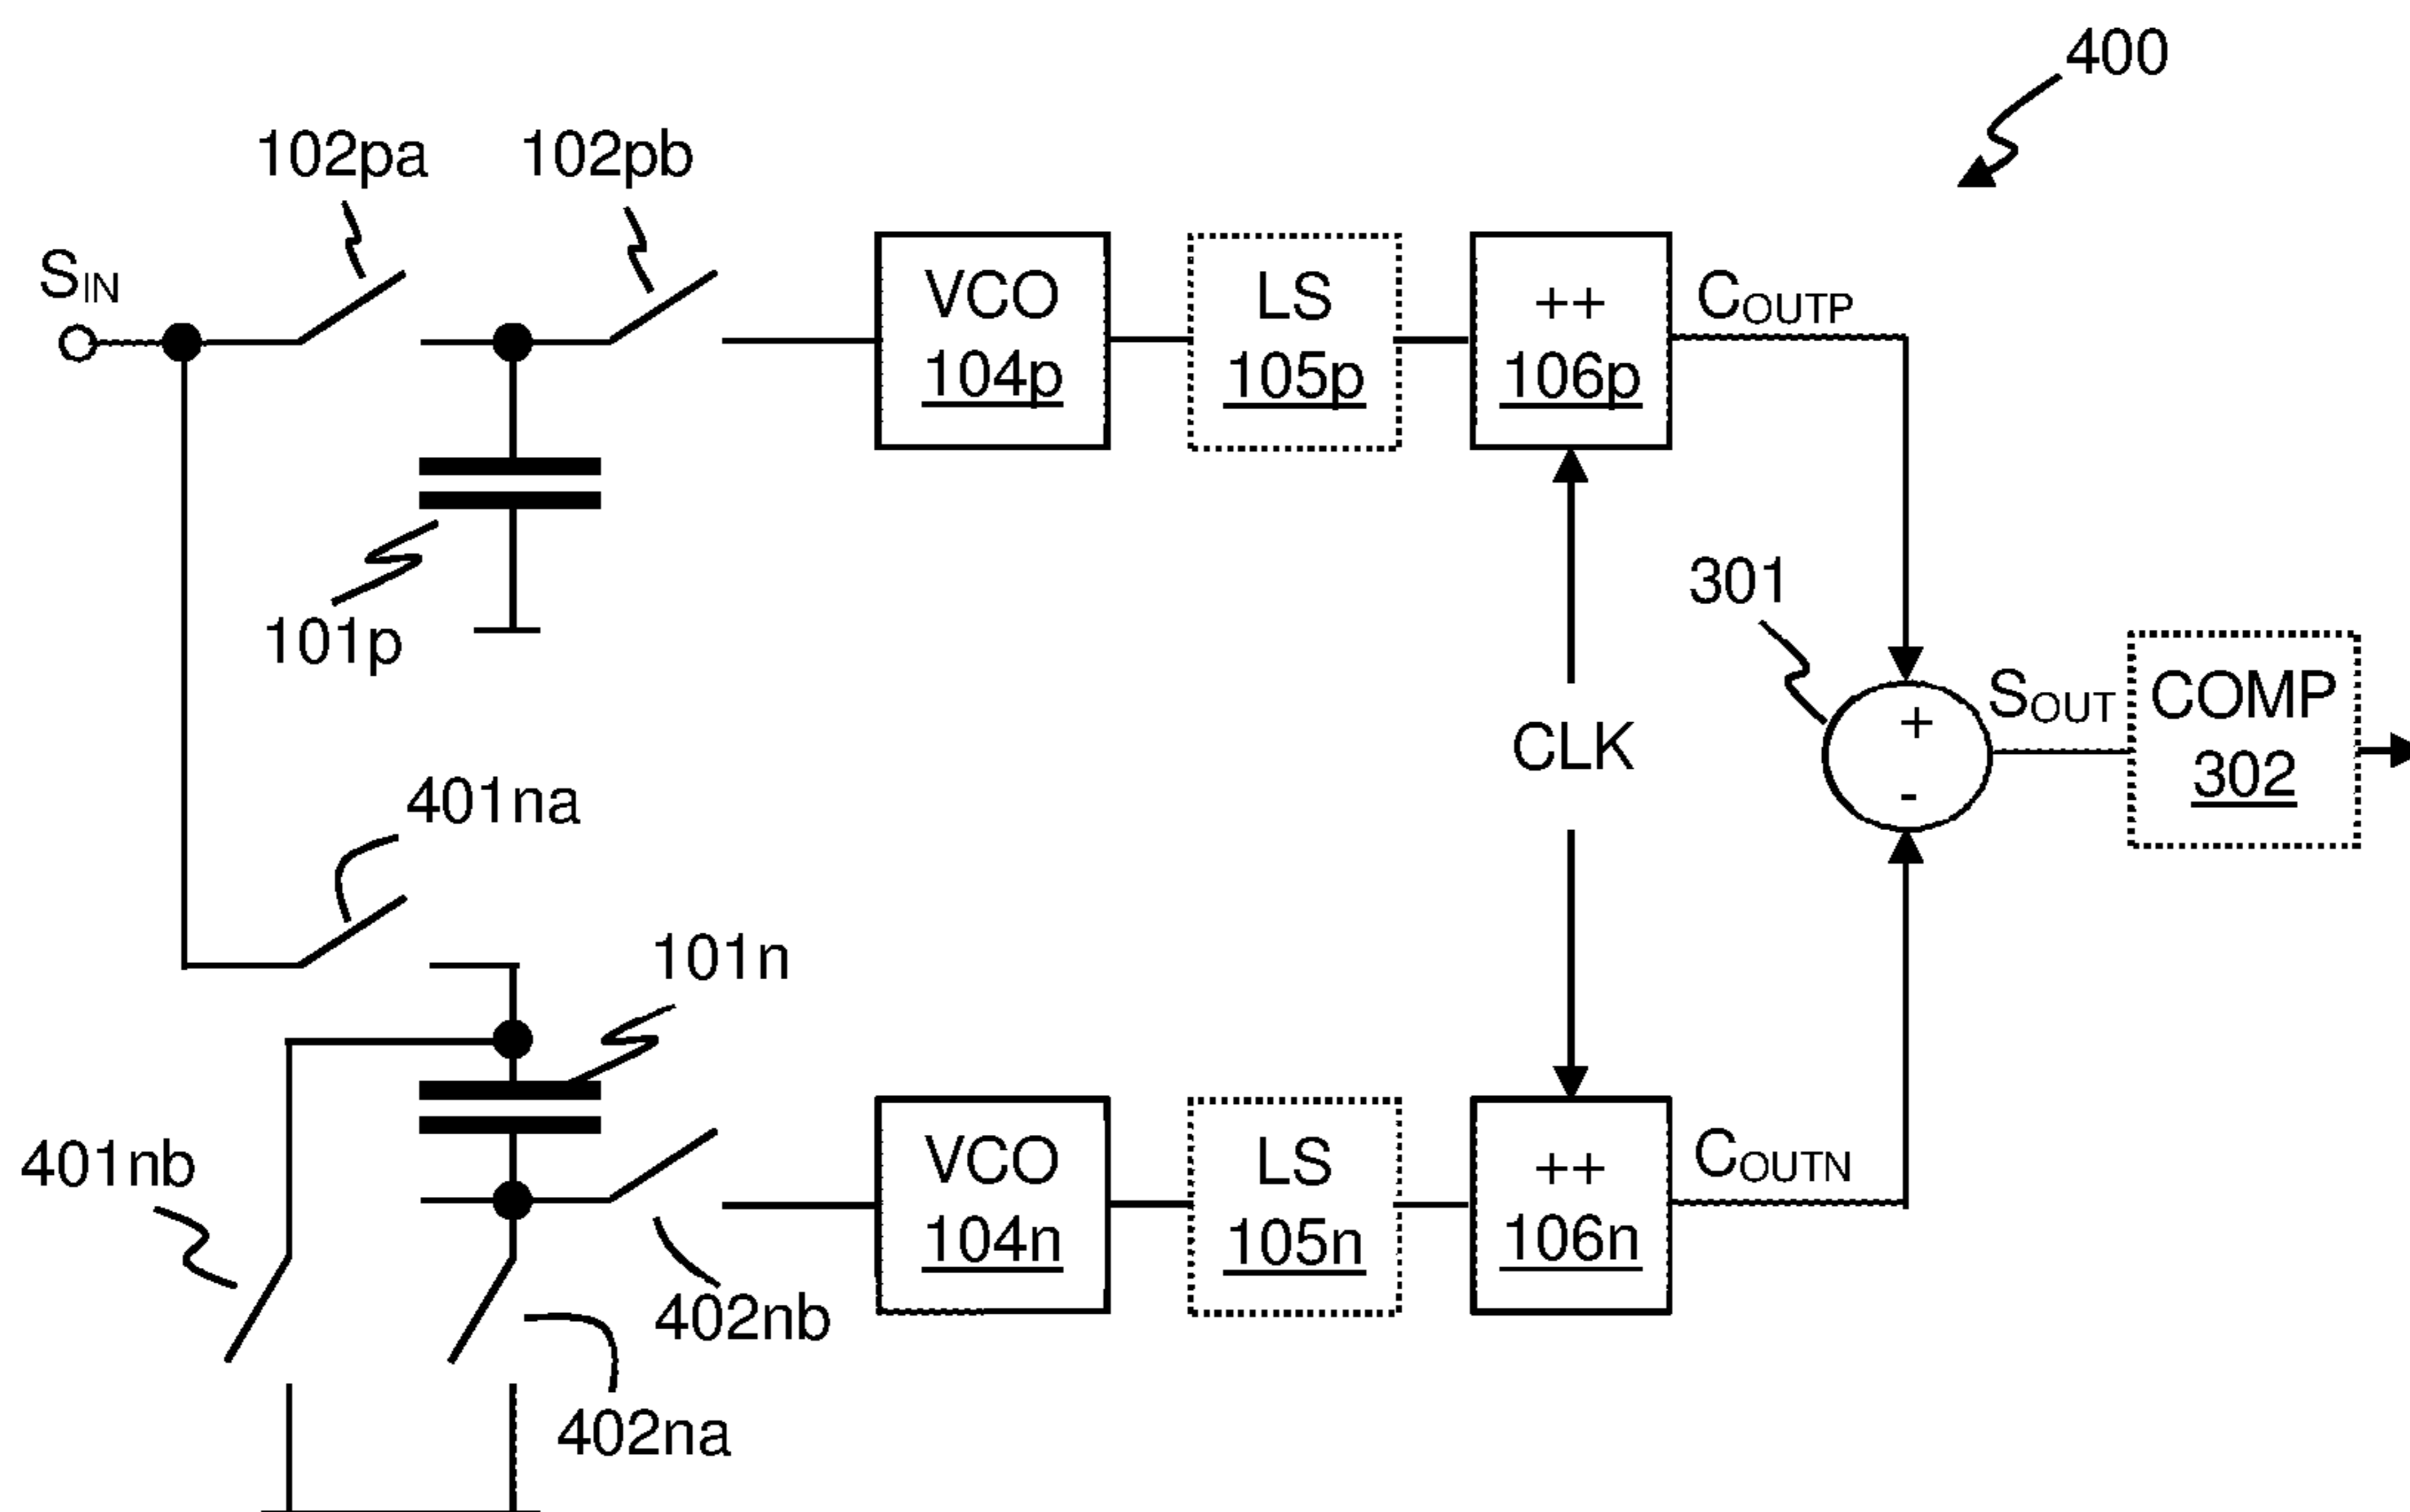 400
102pa
102pb
SIN
VCO
104p
LS
105p
++
106p
COUTP
101p
301
CLK
+
-
SOUT
COMP
302
401na
101n
401nb
VCO
104n
LS
105n
++
106n
COUTN
402nb
402na